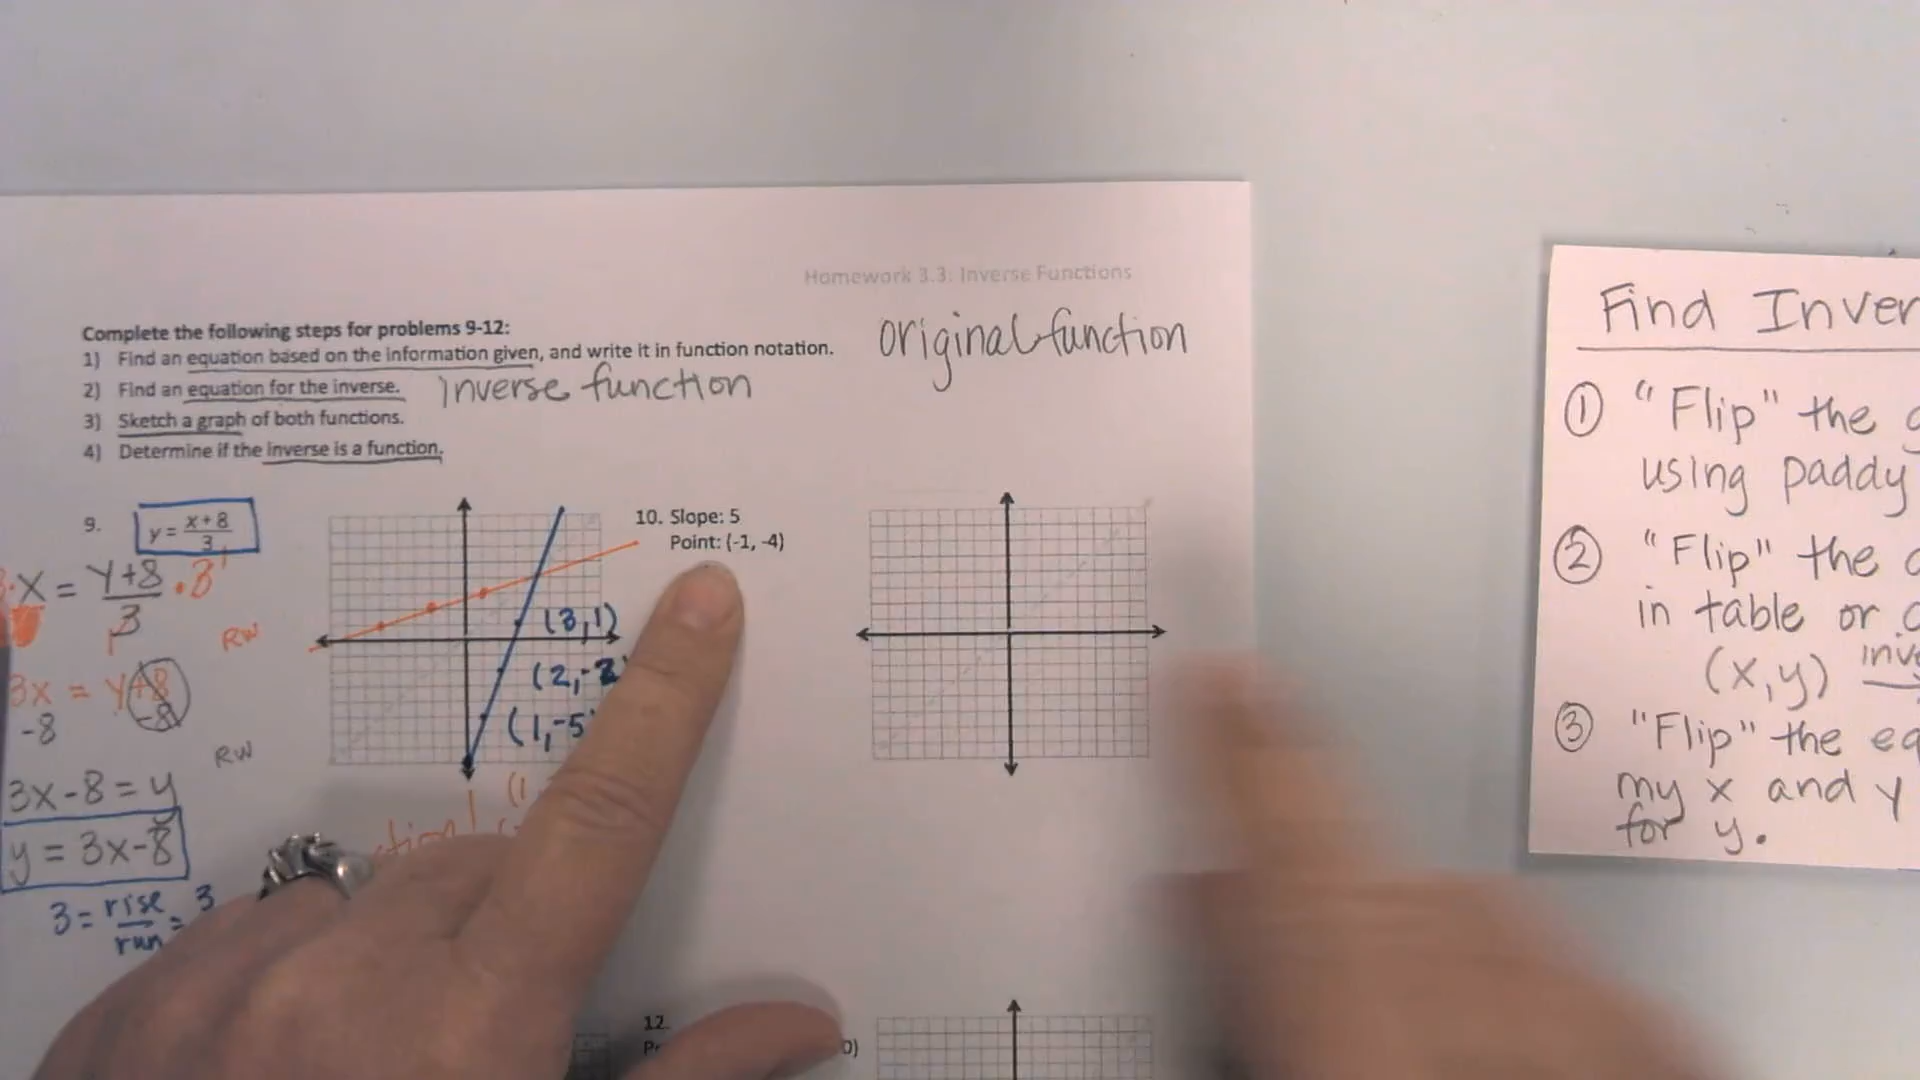 Homework 3.3: Inverse Functions
Complete the following steps for problems 9-12:
1) Find an equation based on the information given, and write it in function notation.
original function
2) Find an equation for the inverse.
inverse function
3) Sketch a graph of both functions.
4) Determine if the inverse is a function.
9. y = x+8/3
·x = y+8/3 · 3
RW
3x = y+8
-8 -8
RW
3x-8 = y
y = 3x-8
3 = rise/run = 3
(3,1)
(2,-2
(1,-5
10. Slope: 5
Point: (-1, -4)
12.
Find Inver
① "Flip" the
using paddy
② "Flip" the
in table or
(x,y)
③ "Flip" the
my x and y
for y.